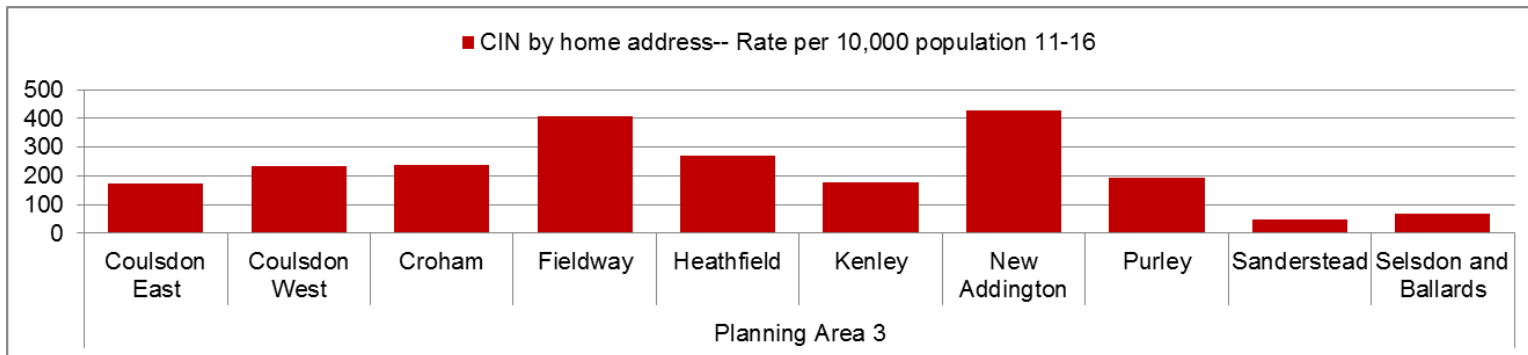 CIN by home address-- Rate per 10,000 population 11-16
500
400
300
200
100
0
Coulsdon East
Coulsdon West
Croham
Fieldway
Heathfield
Kenley
New Addington
Purley
Sanderstead
Selsdon and Ballards
Planning Area 3